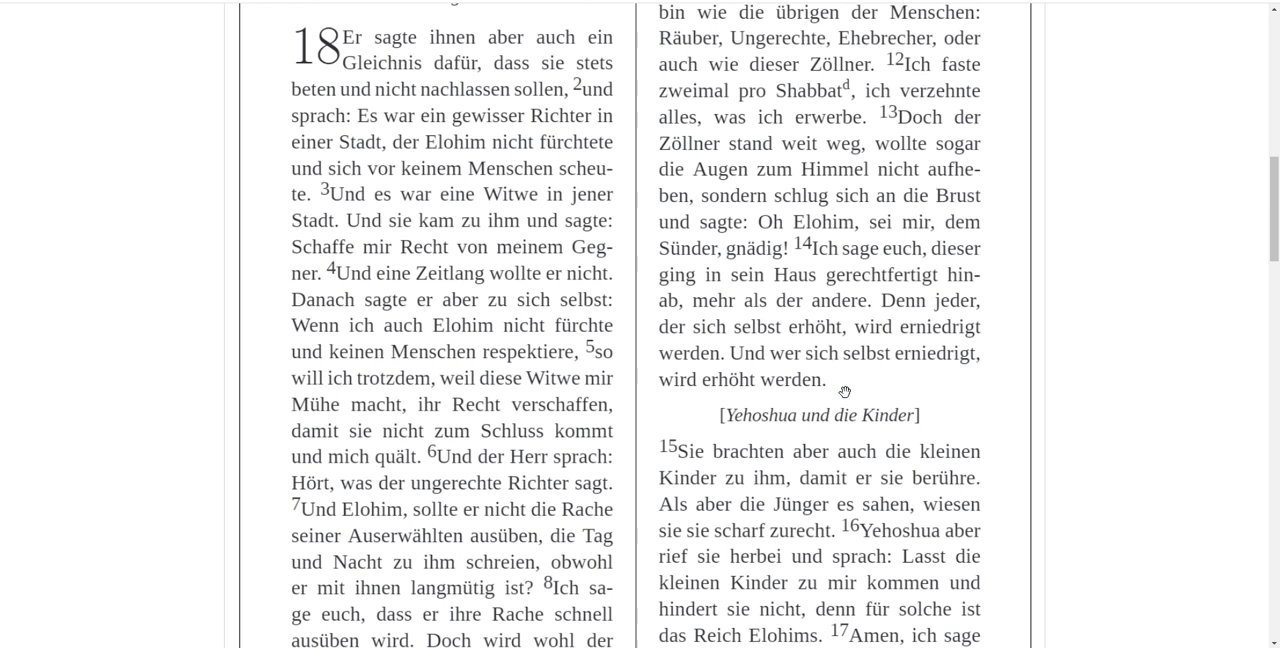 18 Er sagte ihnen aber auch ein
Gleichnis dafür, dass sie stets
beten und nicht nachlassen sollen, 2und
sprach: Es war ein gewisser Richter in
einer Stadt, der Elohim nicht fürchtete
und sich vor keinem Menschen scheu-
te. 3Und es war eine Witwe in jener
Stadt. Und sie kam zu ihm und sagte:
Schaffe mir Recht von meinem Geg-
ner. 4Und eine Zeitlang wollte er nicht.
Danach sagte er aber zu sich selbst:
Wenn ich auch Elohim nicht fürchte
und keinen Menschen respektiere, 5so
will ich trotzdem, weil diese Witwe mir
Mühe macht, ihr Recht verschaffen,
damit sie nicht zum Schluss kommt
und mich quält. 6Und der Herr sprach:
Hört, was der ungerechte Richter sagt.
7Und Elohim, sollte er nicht die Rache
seiner Auserwählten ausüben, die Tag
und Nacht zu ihm schreien, obwohl
er mit ihnen langmütig ist? 8Ich sa-
ge euch, dass er ihre Rache schnell
ausüben wird. Doch wird wohl der
bin wie die übrigen der Menschen:
Räuber, Ungerechte, Ehebrecher, oder
auch wie dieser Zöllner. 12Ich faste
zweimal pro Shabbatd, ich verzehnte
alles, was ich erwerbe. 13Doch der
Zöllner stand weit weg, wollte sogar
die Augen zum Himmel nicht aufhe-
ben, sondern schlug sich an die Brust
und sagte: Oh Elohim, sei mir, dem
Sünder, gnädig! 14Ich sage euch, dieser
ging in sein Haus gerechtfertigt hin-
ab, mehr als der andere. Denn jeder,
der sich selbst erhöht, wird erniedrigt
werden. Und wer sich selbst erniedrigt,
wird erhöht werden.
[Yehoshua und die Kinder]
15Sie brachten aber auch die kleinen
Kinder zu ihm, damit er sie berühre.
Als aber die Jünger es sahen, wiesen
sie sie scharf zurecht. 16Yehoshua aber
rief sie herbei und sprach: Lasst die
kleinen Kinder zu mir kommen und
hindert sie nicht, denn für solche ist
das Reich Elohims. 17Amen, ich sage